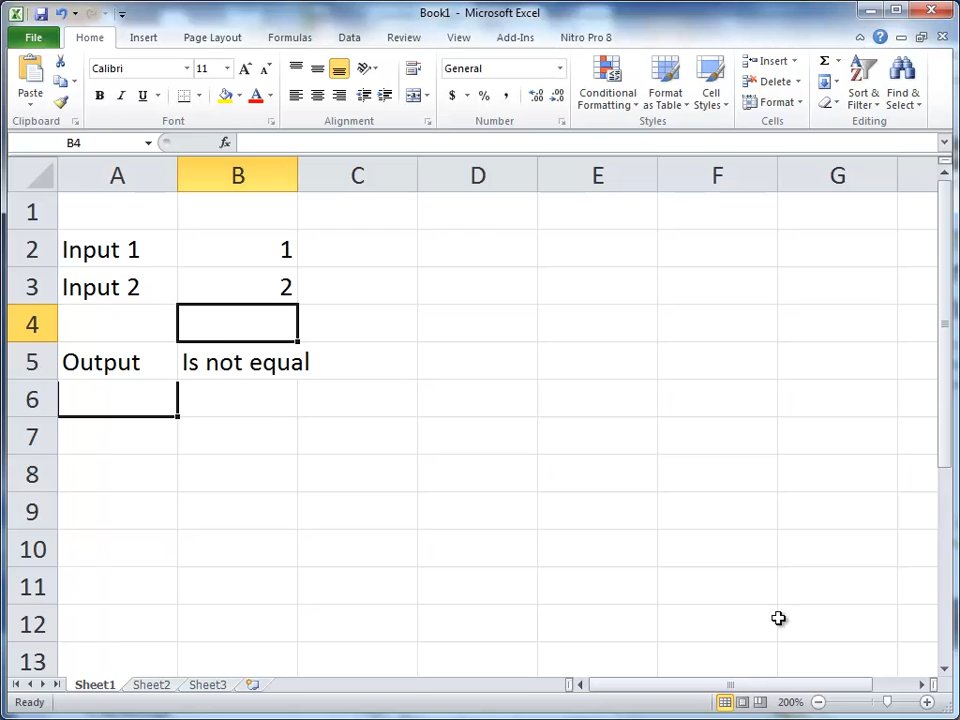 Book1 - Microsoft Excel
File Home Insert Page Layout Formulas Data Review View Add-Ins Nitro Pro 8
Paste
Calibri 11
B I U A
General
$ % ,
Conditional Formatting
Format as Table
Cell Styles
Insert
Delete
Format
Σ
Sort & Filter
Find & Select
Clipboard Font Alignment Number Styles Cells Editing
B4 fx
A B C D E F G
1
2 Input 1 1
3 Input 2 2
4
5 Output Is not equal
6
7
8
9
10
11
12
13
Sheet1 Sheet2 Sheet3
Ready 200%